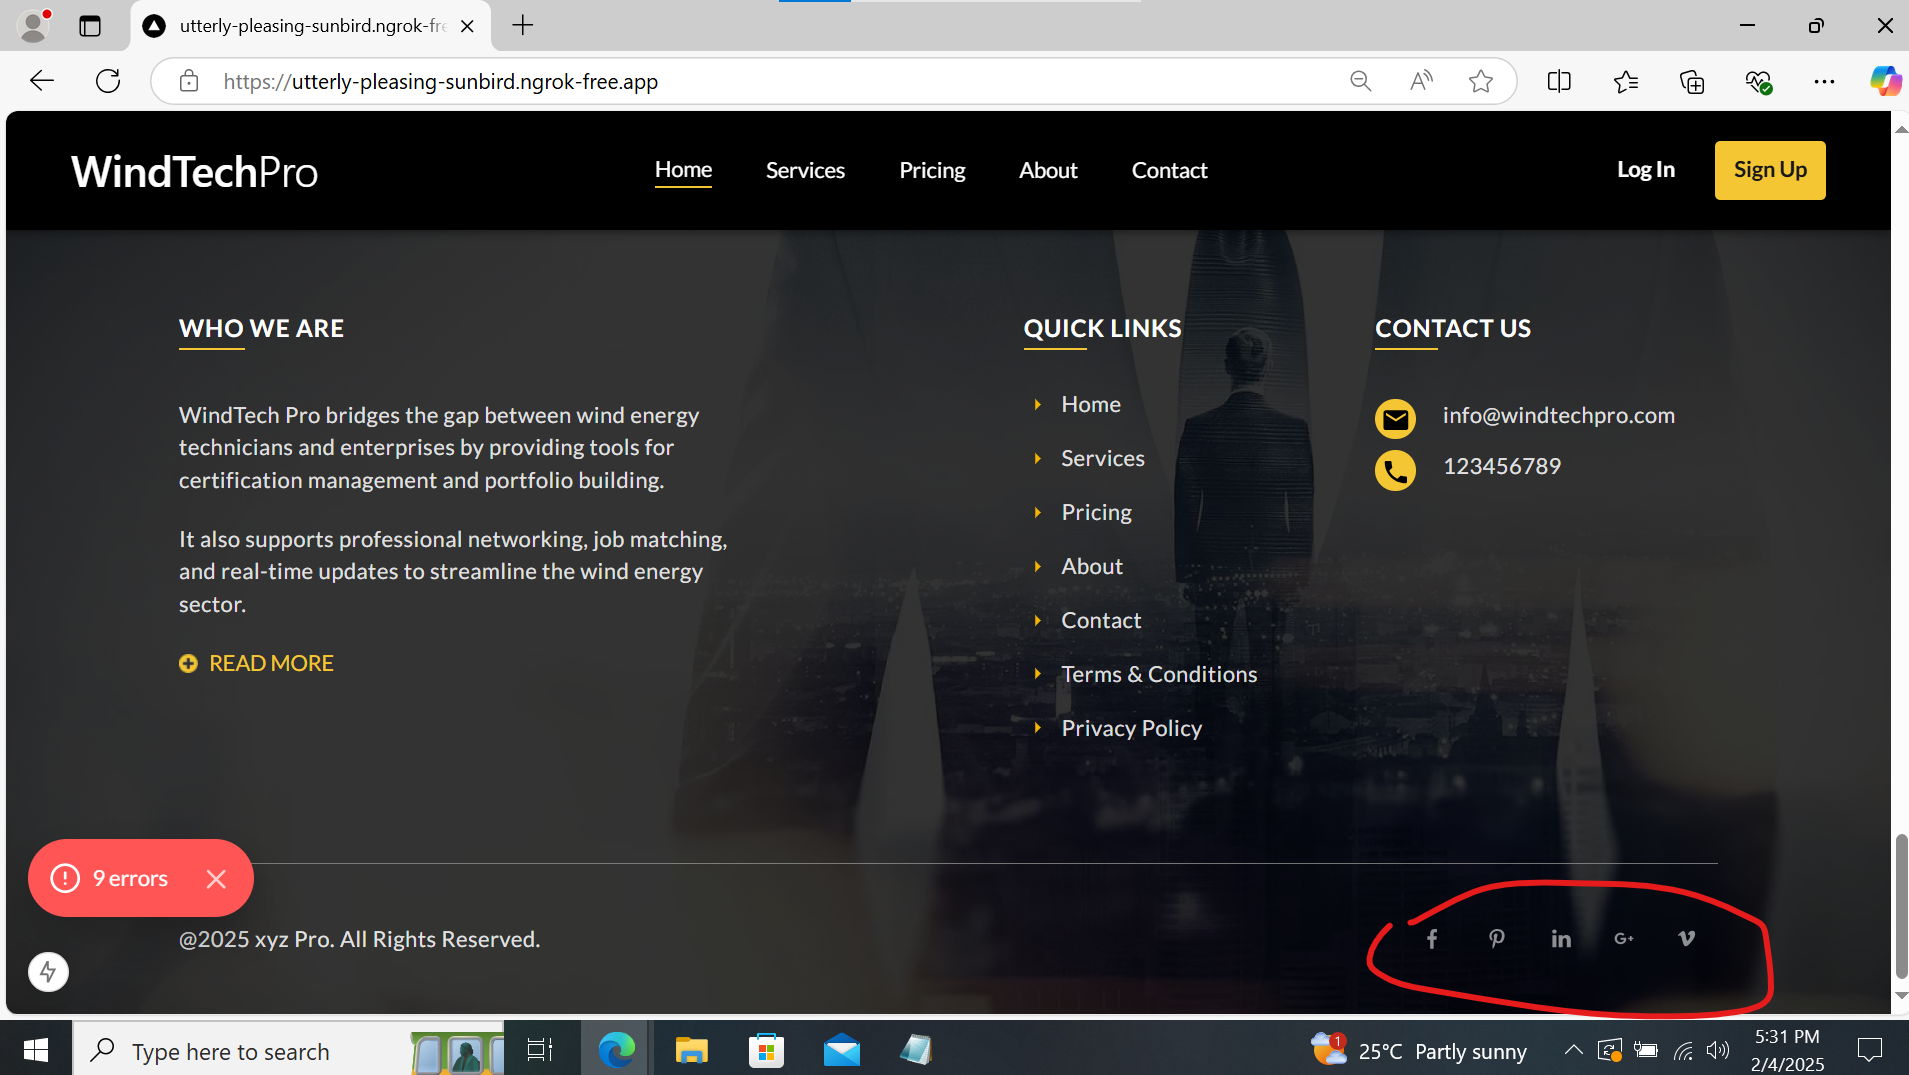 utterly-pleasing-sunbird.ngrok-fre
https://utterly-pleasing-sunbird.ngrok-free.app
WindTechPro
Home
Services
Pricing
About
Contact
Log In
Sign Up
WHO WE ARE
WindTech Pro bridges the gap between wind energy
technicians and enterprises by providing tools for
certification management and portfolio building.
It also supports professional networking, job matching,
and real-time updates to streamline the wind energy
sector.
READ MORE
QUICK LINKS
Home
Services
Pricing
About
Contact
Terms & Conditions
Privacy Policy
CONTACT US
info@windtechpro.com
123456789
9 errors
@2025 xyz Pro. All Rights Reserved.
f
in
G+
Type here to search
1
25°C Partly sunny
5:31 PM
2/4/2025